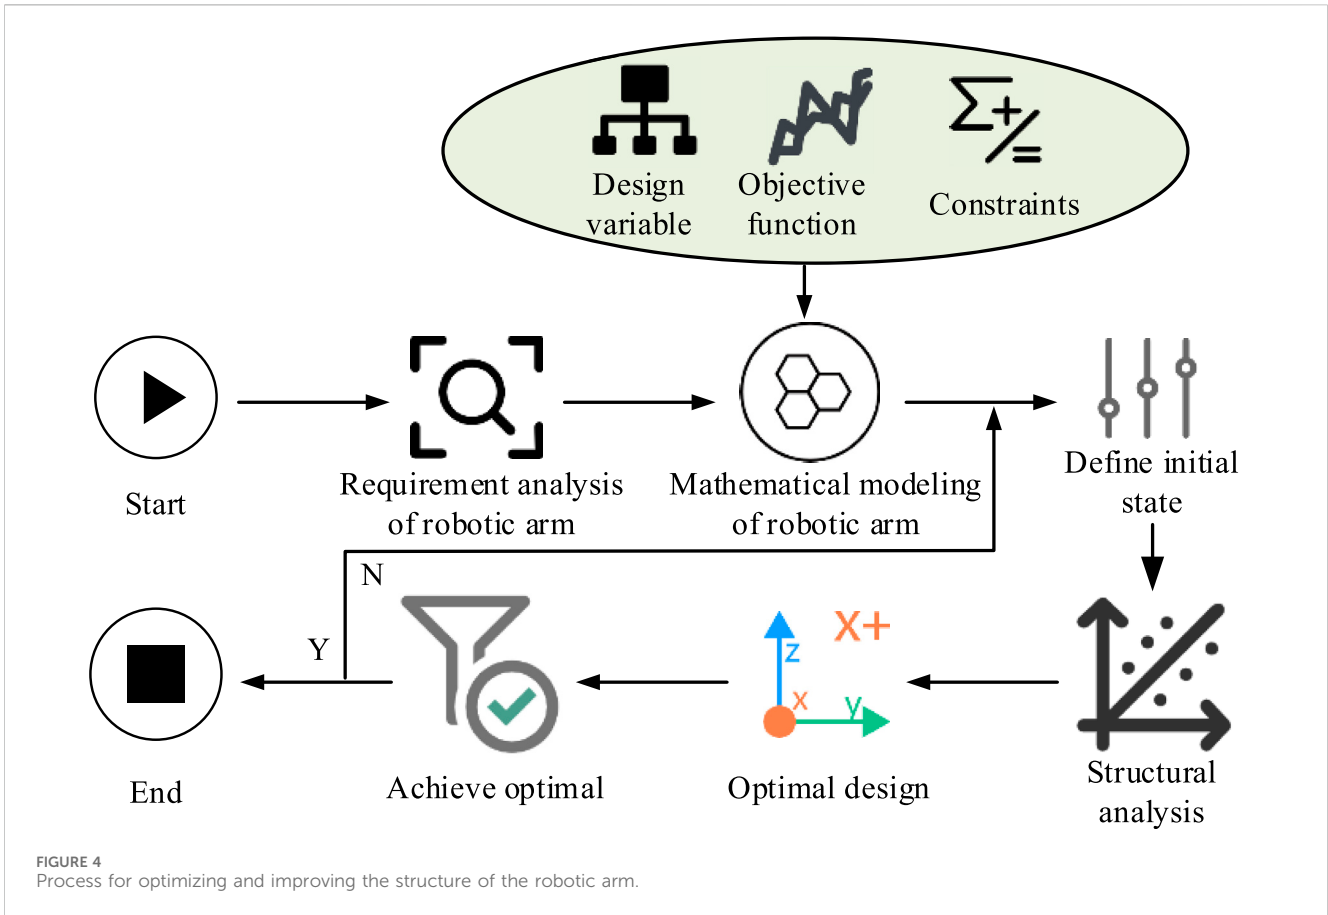 Design
variable
Objective
function
Σ+/=
Constraints
Start
Requirement analysis
of robotic arm
Mathematical modeling
of robotic arm
Define initial
state
N
Y
End
Achieve optimal
X+
z
x
y
Optimal design
Structural
analysis
FIGURE 4
Process for optimizing and improving the structure of the robotic arm.